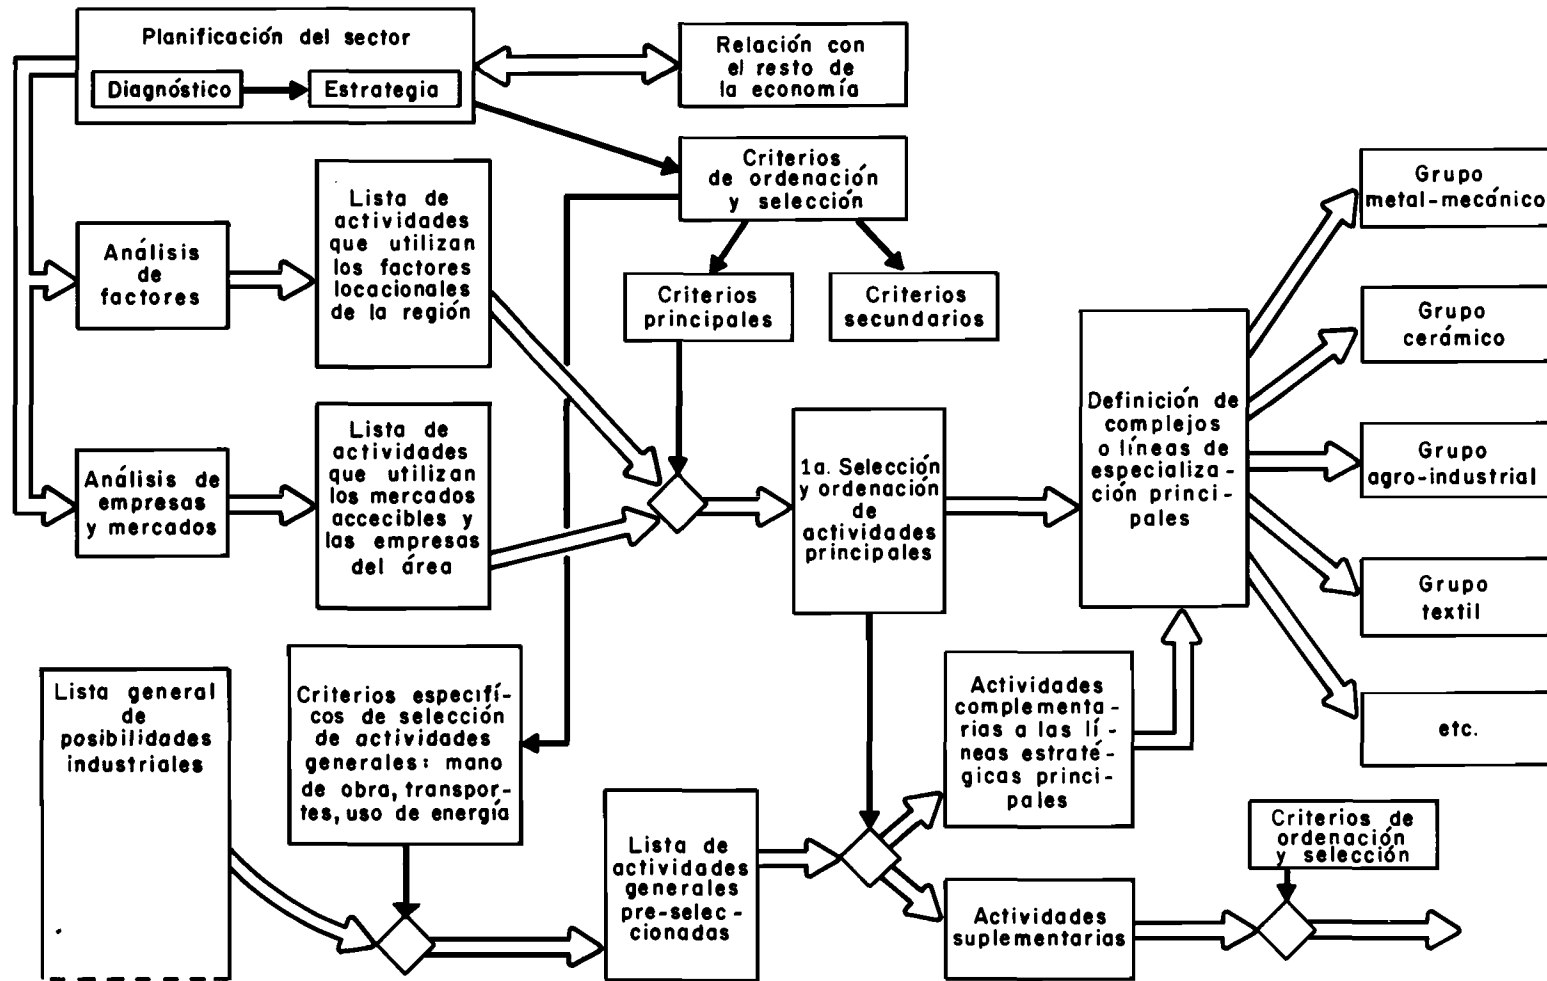 Planificación del sector
Diagnóstico
Estrategia
Relación con
el resto de
la economía
Criterios
de ordenación
y selección
Criterios
principales
Criterios
secundarios
Análisis
de
factores
Lista de
actividades
que utilizan
los factores
locacionales
de la región
Análisis de
empresas
y mercados
Lista de
actividades
que utilizan
los mercados
accecibles y
las empresas
del área
1a. Selección
y ordenación
de
actividades
principales
Definición de
complejos
o líneas de
especializa-
ción princi-
pales
Grupo
metal-mecánico
Grupo
cerámico
Grupo
agro-industrial
Grupo
textil
etc.
Lista general
de
posibilidades
industriales
Criterios específi-
cos de selección
de actividades
generales: mano
de obra, transpor-
tes, uso de energía
Lista de
actividades
generales
pre-selec-
cionadas
Actividades
complementa-
rias a las lí-
neas estraté-
gicas princi-
pales
Actividades
suplementarias
Criterios de
ordenación
y selección